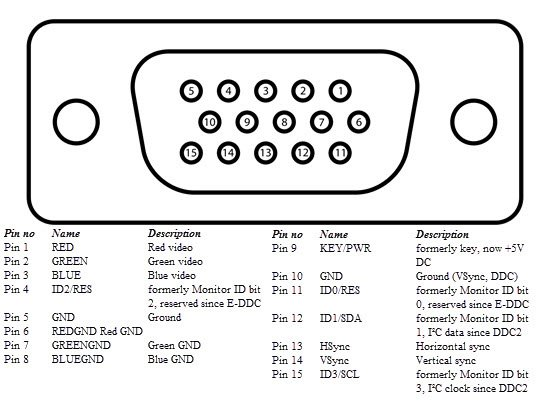 5 4 3 2 1
10 9 8 7 6
15 14 13 12 11
Pin no Name Description
Pin 1 RED Red video
Pin 2 GREEN Green video
Pin 3 BLUE Blue video
Pin 4 ID2/RES formerly Monitor ID bit
2, reserved since E-DDC
Pin 5 GND Ground
Pin 6 REDGND Red GND
Pin 7 GREENGND Green GND
Pin 8 BLUEGND Blue GND
Pin no Name Description
Pin 9 KEY/PWR formerly key, now +5V
DC
Pin 10 GND Ground (VSync, DDC)
Pin 11 ID0/RES formerly Monitor ID bit
0, reserved since E-DDC
Pin 12 ID1/SDA formerly Monitor ID bit
1, I²C data since DDC2
Pin 13 HSync Horizontal sync
Pin 14 VSync Vertical sync
Pin 15 ID3/SCL formerly Monitor ID bit
3, I²C clock since DDC2